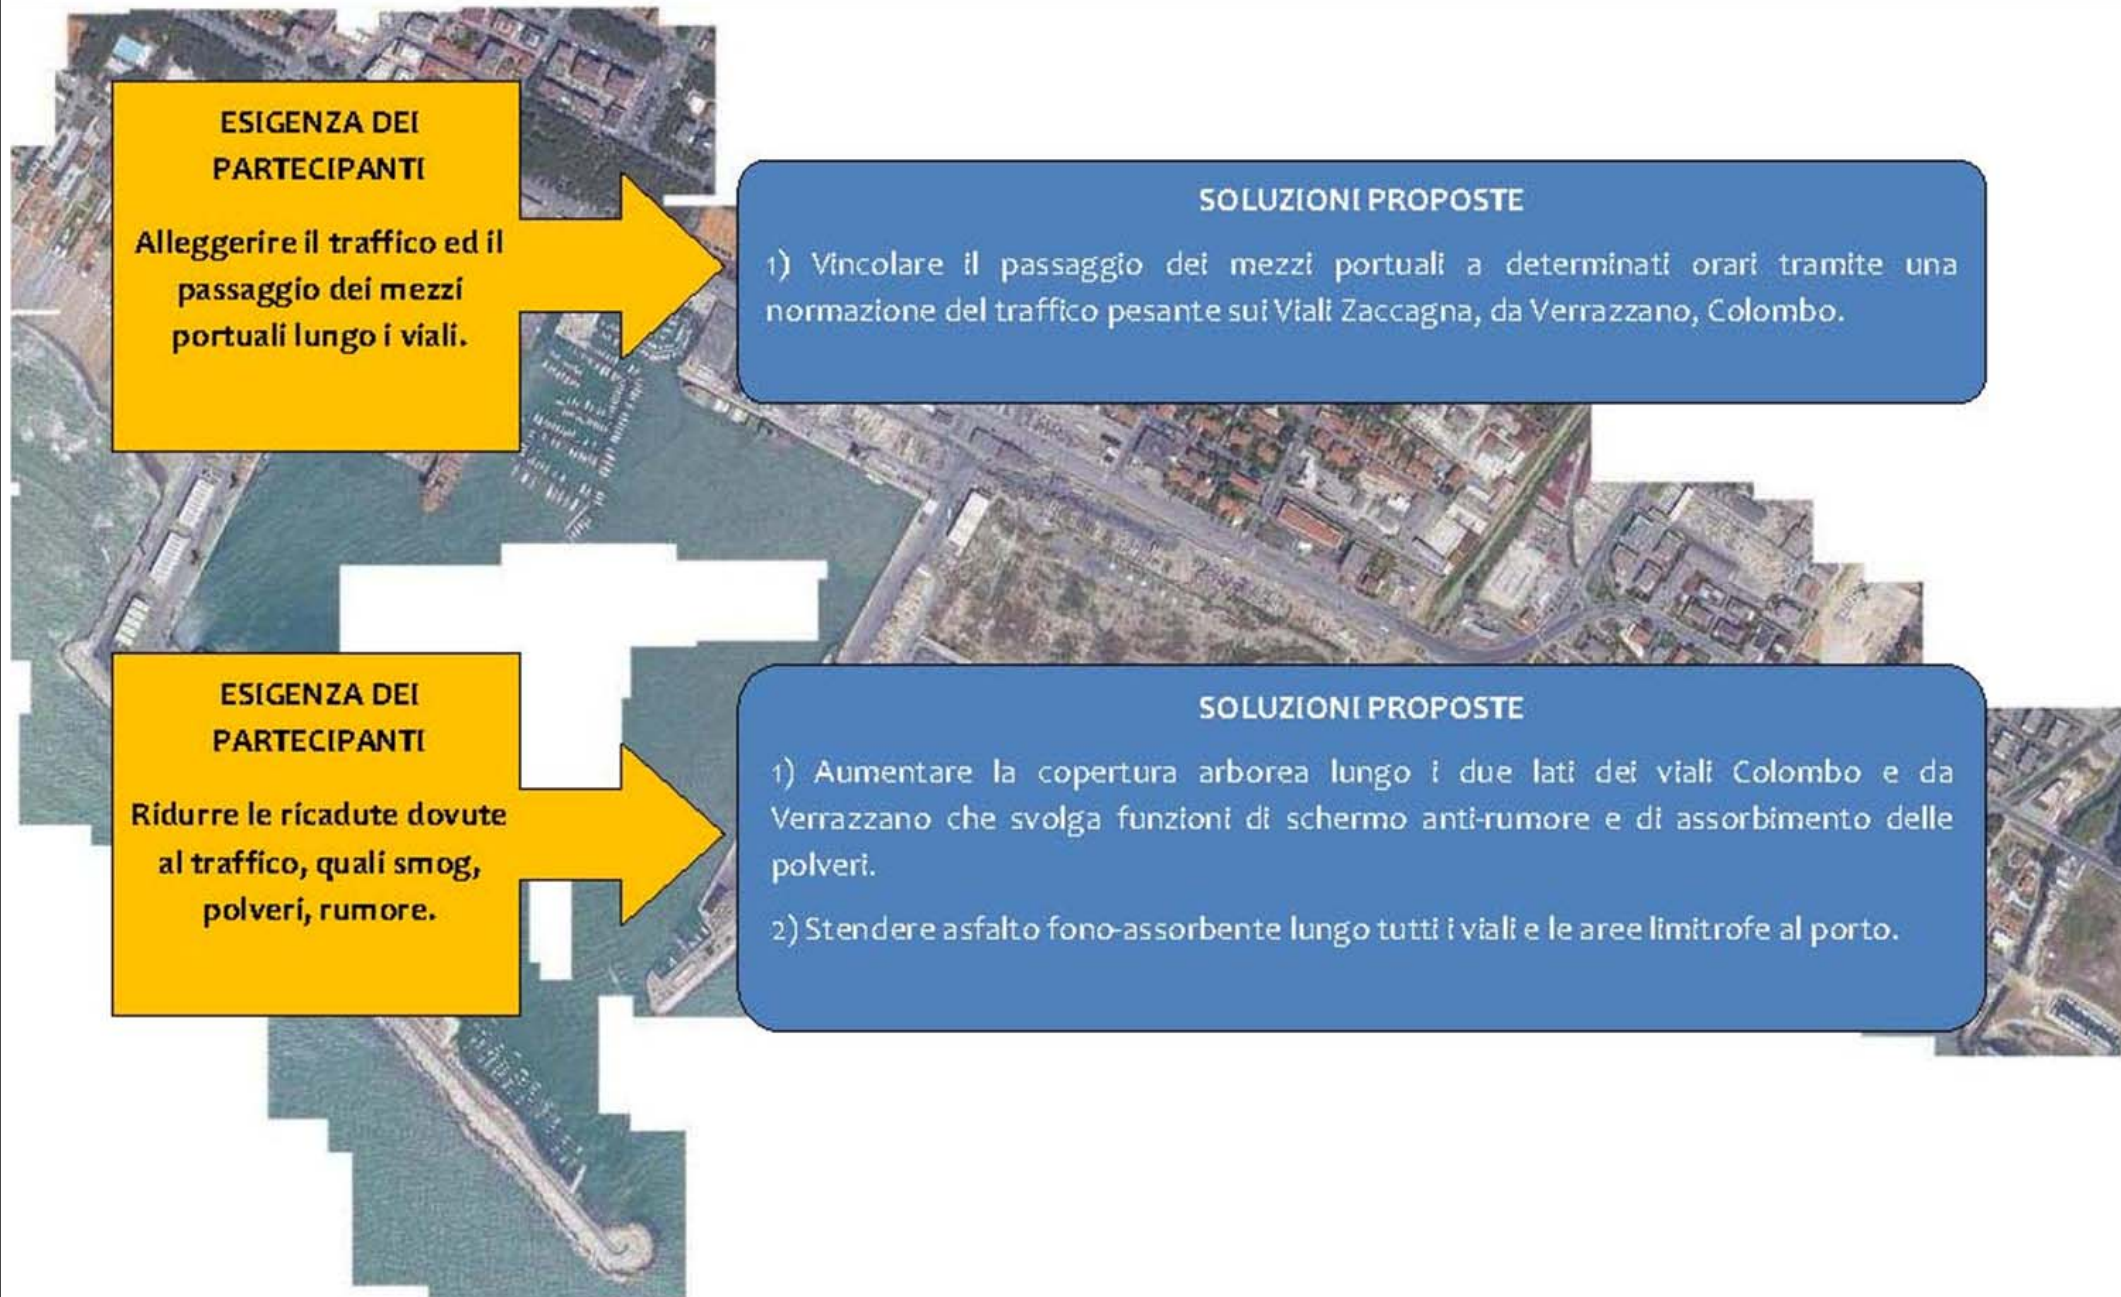 ESIGENZA DEI
PARTECIPANTI
Alleggerire il traffico ed il
passaggio dei mezzi
portuali lungo i viali.
SOLUZIONI PROPOSTE
1) Vincolare il passaggio dei mezzi portuali a determinati orari tramite una
normazione del traffico pesante sui Viali Zaccagna, da Verrazzano, Colombo.
ESIGENZA DEI
PARTECIPANTI
Ridurre le ricadute dovute
al traffico, quali smog,
polveri, rumore.
SOLUZIONI PROPOSTE
1) Aumentare la copertura arborea lungo i due lati dei viali Colombo e da
Verrazzano che svolga funzioni di schermo anti-rumore e di assorbimento delle
polveri.
2) Stendere asfalto fono-assorbente lungo tutti i viali e le aree limitrofe al porto.